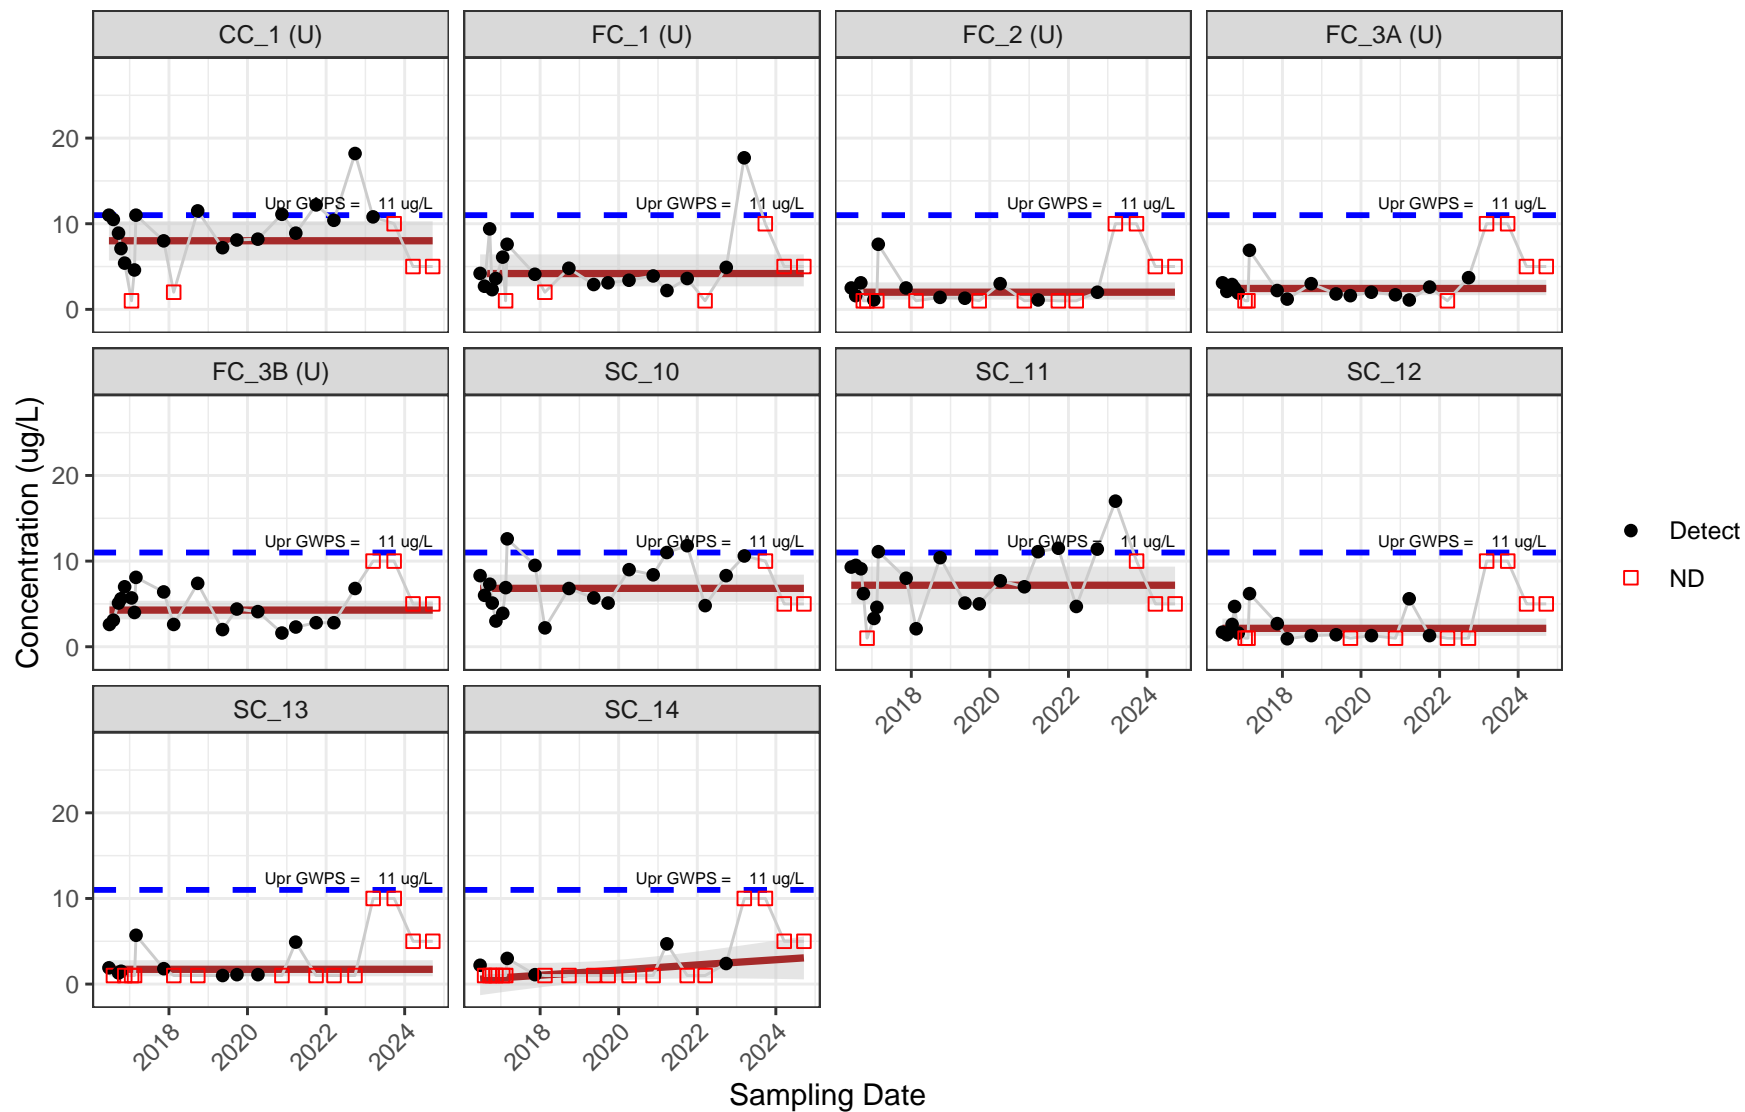 CC_1 (U) FC_1 (U) FC_2 (U) FC_3A (U)
20
10
0
Upr GWPS = 11 ug/L
Upr GWPS = 11 ug/L
Upr GWPS = 11 ug/L
Upr GWPS = 11 ug/L
FC_3B (U) SC_10 SC_11 SC_12
20
10
0
Upr GWPS = 11 ug/L
Upr GWPS = 11 ug/L
Upr GWPS = 11 ug/L
Upr GWPS = 11 ug/L
2018 2020 2022 2024
2018 2020 2022 2024
SC_13 SC_14
20
10
0
Upr GWPS = 11 ug/L
Upr GWPS = 11 ug/L
2018 2020 2022 2024
2018 2020 2022 2024
Concentration (ug/L)
Sampling Date
Detect
ND